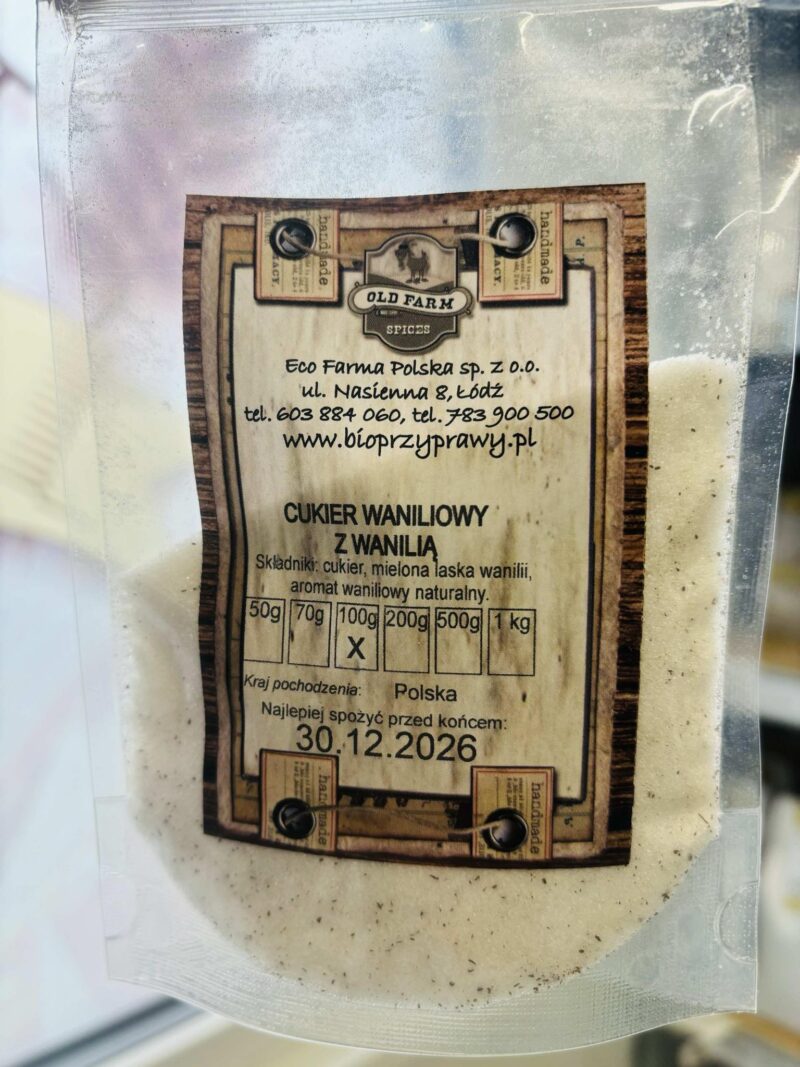 handmade
handmade
MACY.
MACY.
OLD FARM
SPICES
Eco Farma Polska sp. z o.o.
ul. Nasienna 8, Łódź
tel. 603 884 060, tel. 783 900 500
www.bioprzyprawy.pl
CUKIER WANILIOWY
Z WANILIĄ
Składniki: cukier, mielona laska wanilii,
aromat waniliowy naturalny.
50g 70g 100g 200g 500g 1 kg
X
Kraj pochodzenia: Polska
Najlepiej spożyć przed końcem:
30.12.2026
handmade
handmade